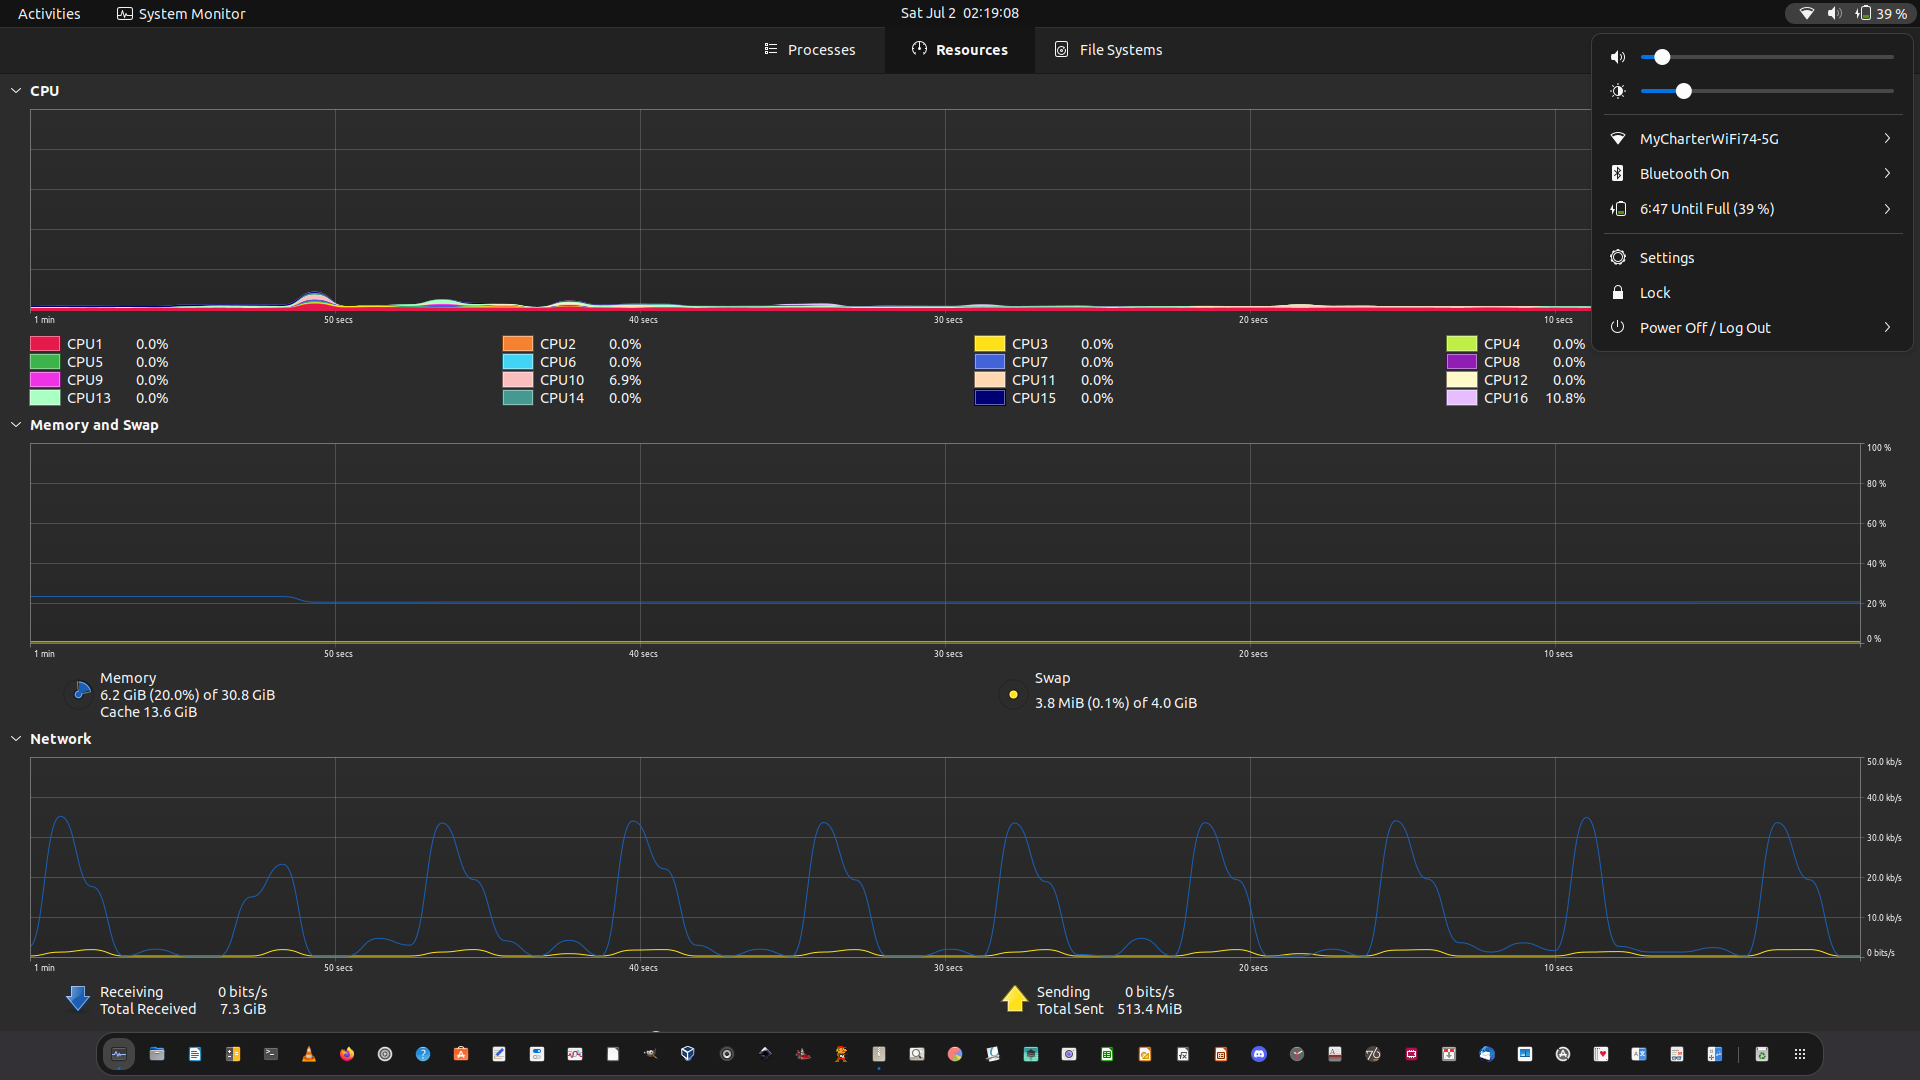 Activities
System Monitor
Sat Jul 2 02:19:08
39 %
Processes
Resources
File Systems
MyCharterWiFi74-5G
Bluetooth On
6:47 Until Full (39 %)
Settings
Lock
Power Off / Log Out
CPU
1 min 50 secs 40 secs 30 secs 20 secs 10 secs
CPU1 0.0% CPU2 0.0% CPU3 0.0% CPU4 0.0%
CPU5 0.0% CPU6 0.0% CPU7 0.0% CPU8 0.0%
CPU9 0.0% CPU10 6.9% CPU11 0.0% CPU12 0.0%
CPU13 0.0% CPU14 0.0% CPU15 0.0% CPU16 10.8%
Memory and Swap
100 %
80 %
60 %
40 %
20 %
0 %
1 min 50 secs 40 secs 30 secs 20 secs 10 secs
Memory
6.2 GiB (20.0%) of 30.8 GiB
Cache 13.6 GiB
Swap
3.8 MiB (0.1%) of 4.0 GiB
Network
50.0 kb/s
40.0 kb/s
30.0 kb/s
20.0 kb/s
10.0 kb/s
0 bits/s
1 min 50 secs 40 secs 30 secs 20 secs 10 secs
Receiving 0 bits/s
Total Received 7.3 GiB
Sending 0 bits/s
Total Sent 513.4 MiB
76